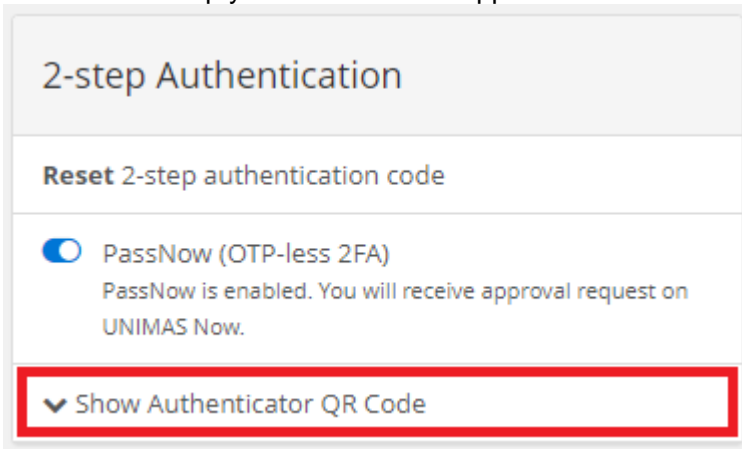 2-step Authentication
Reset 2-step authentication code
PassNow (OTP-less 2FA)
PassNow is enabled. You will receive approval request on
UNIMAS Now.
Show Authenticator QR Code